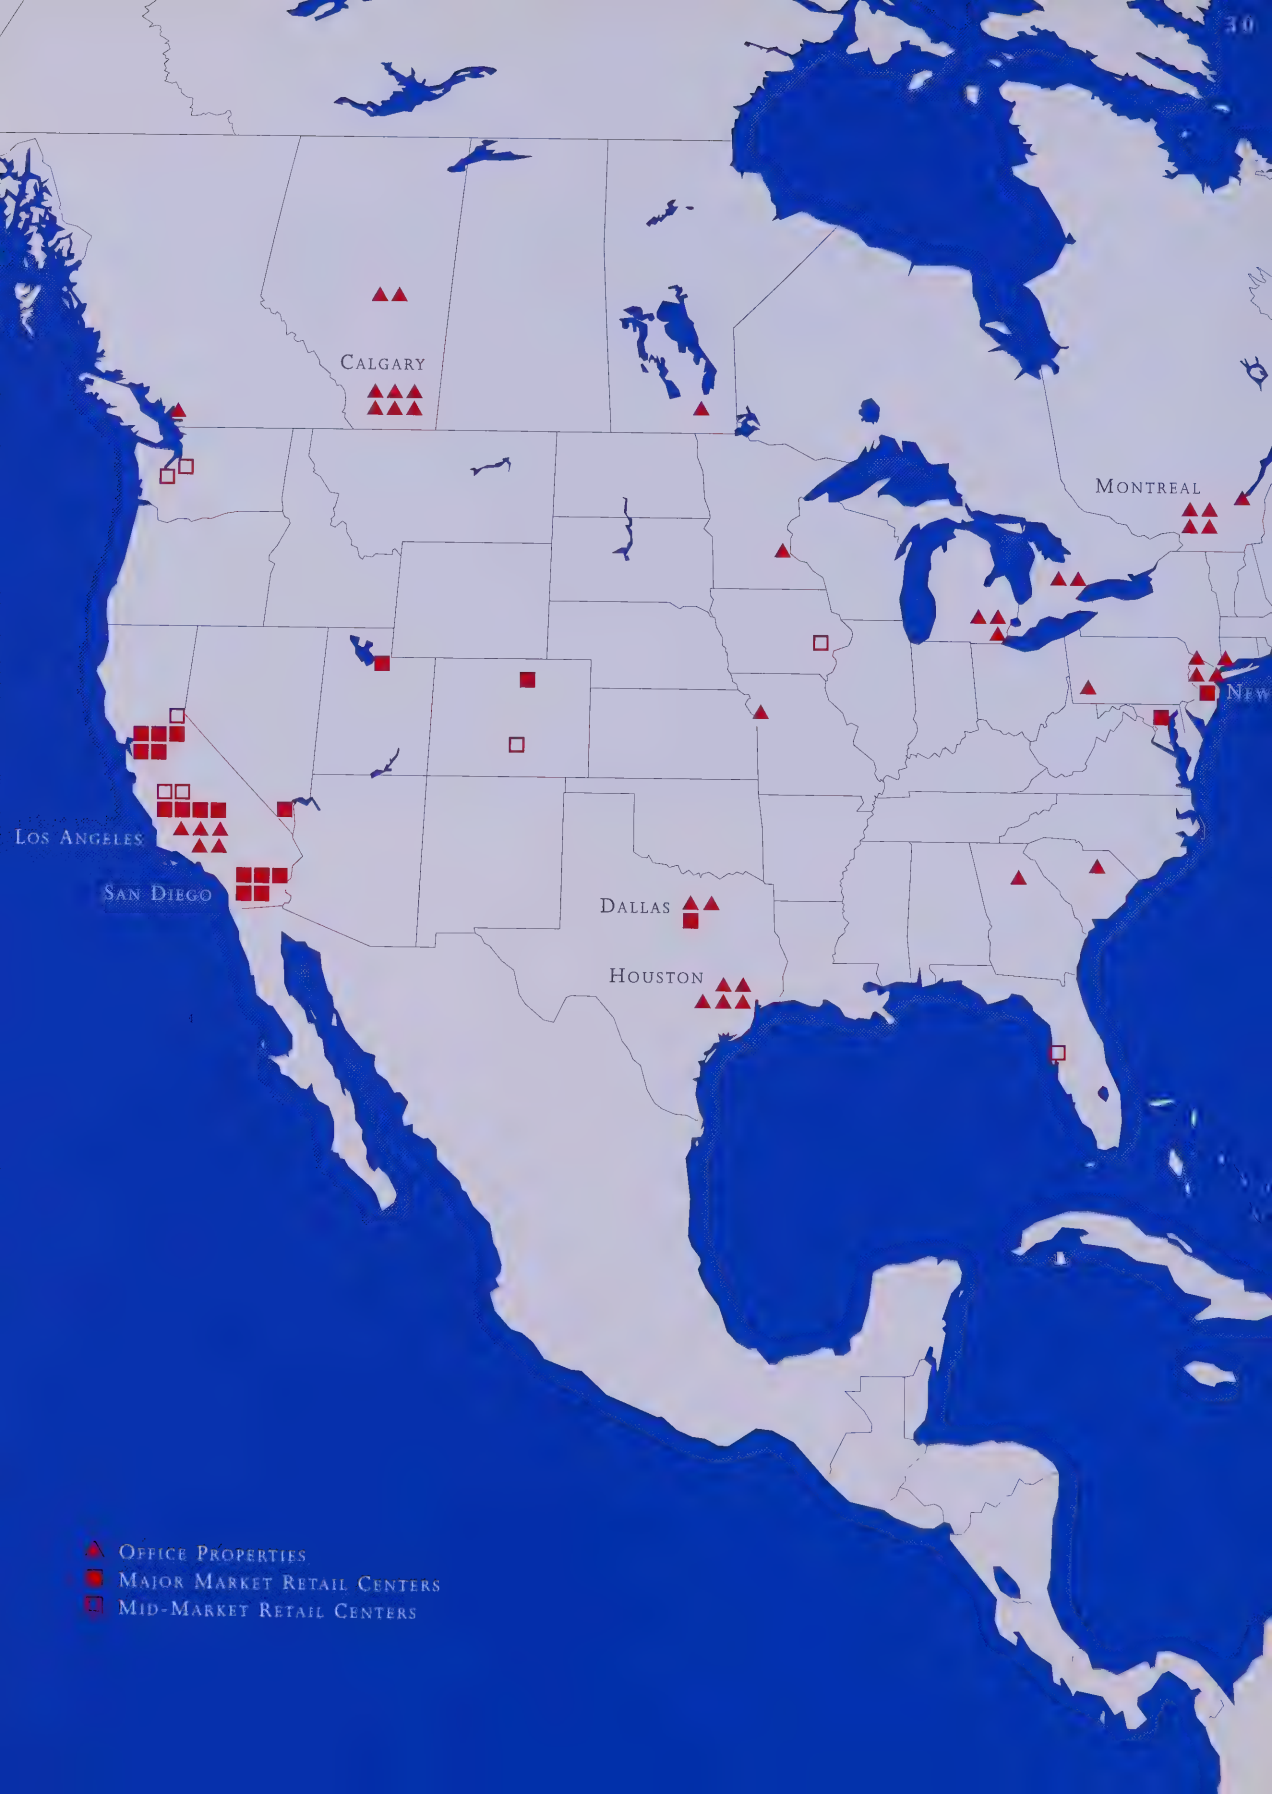 30
CALGARY
MONTREAL
NEW
LOS ANGELES
SAN DIEGO
DALLAS
HOUSTON
OFFICE PROPERTIES
MAJOR MARKET RETAIL CENTERS
MID-MARKET RETAIL CENTERS